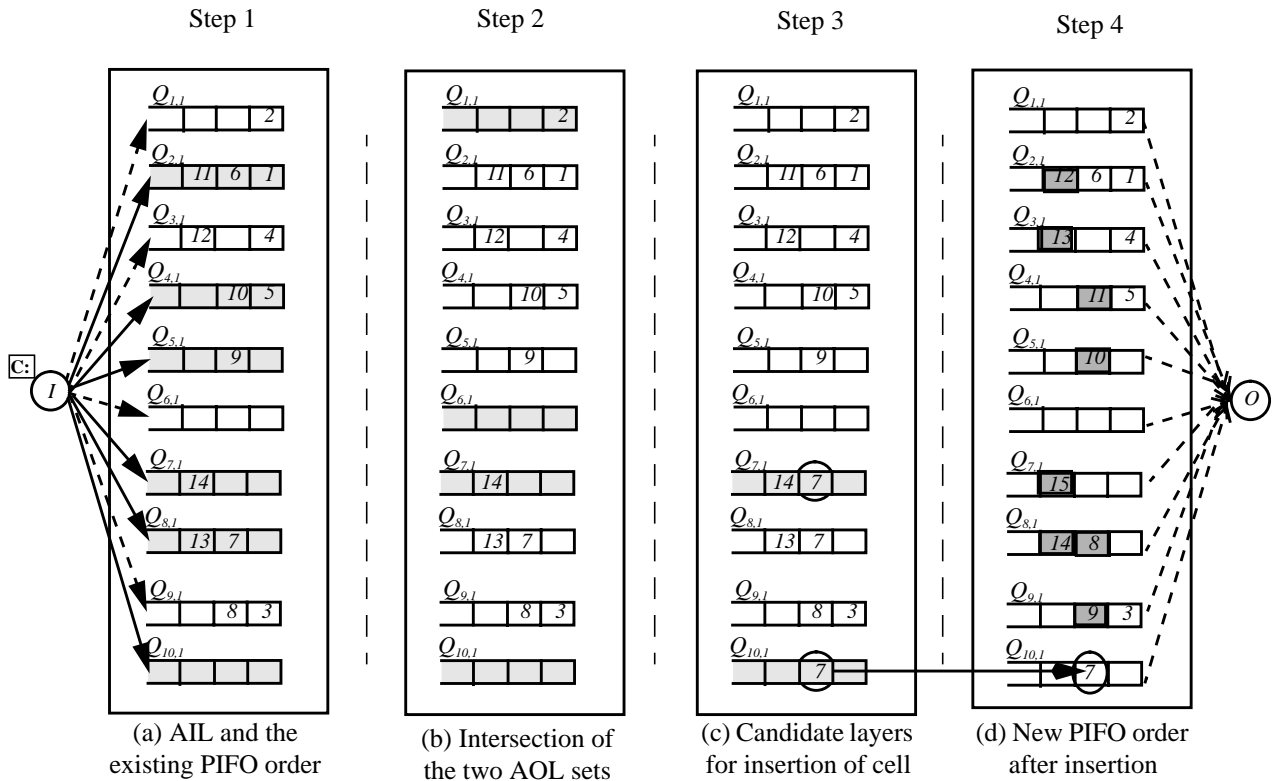 Step 1
Step 2
Step 3
Step 4
C:
I
Q1,1
2
Q2,1
11 6 1
Q3,1
12 4
Q4,1
10 5
Q5,1
9
Q6,1
Q7,1
14
Q8,1
13 7
Q9,1
8 3
Q10,1
(a) AIL and the
existing PIFO order
Q1,1
2
Q2,1
11 6 1
Q3,1
12 4
Q4,1
10 5
Q5,1
9
Q6,1
Q7,1
14
Q8,1
13 7
Q9,1
8 3
Q10,1
(b) Intersection of
the two AOL sets
Q1,1
2
Q2,1
11 6 1
Q3,1
12 4
Q4,1
10 5
Q5,1
9
Q6,1
Q7,1
14 7
Q8,1
13 7
Q9,1
8 3
Q10,1
7
(c) Candidate layers
for insertion of cell
Q1,1
2
Q2,1
12 6 1
Q3,1
13 4
Q4,1
11 5
Q5,1
10
Q6,1
Q7,1
15
Q8,1
14 8
Q9,1
9 3
Q10,1
7
O
(d) New PIFO order
after insertion